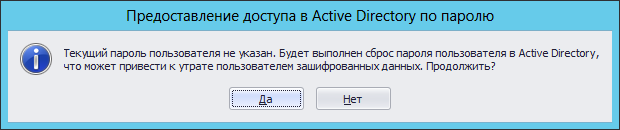 Предоставление доступа в Active Directory по паролю
Текущий пароль пользователя не указан. Будет выполнен сброс пароля пользователя в Active Directory,
что может привести к утрате пользователем зашифрованных данных. Продолжить?
Да Нет